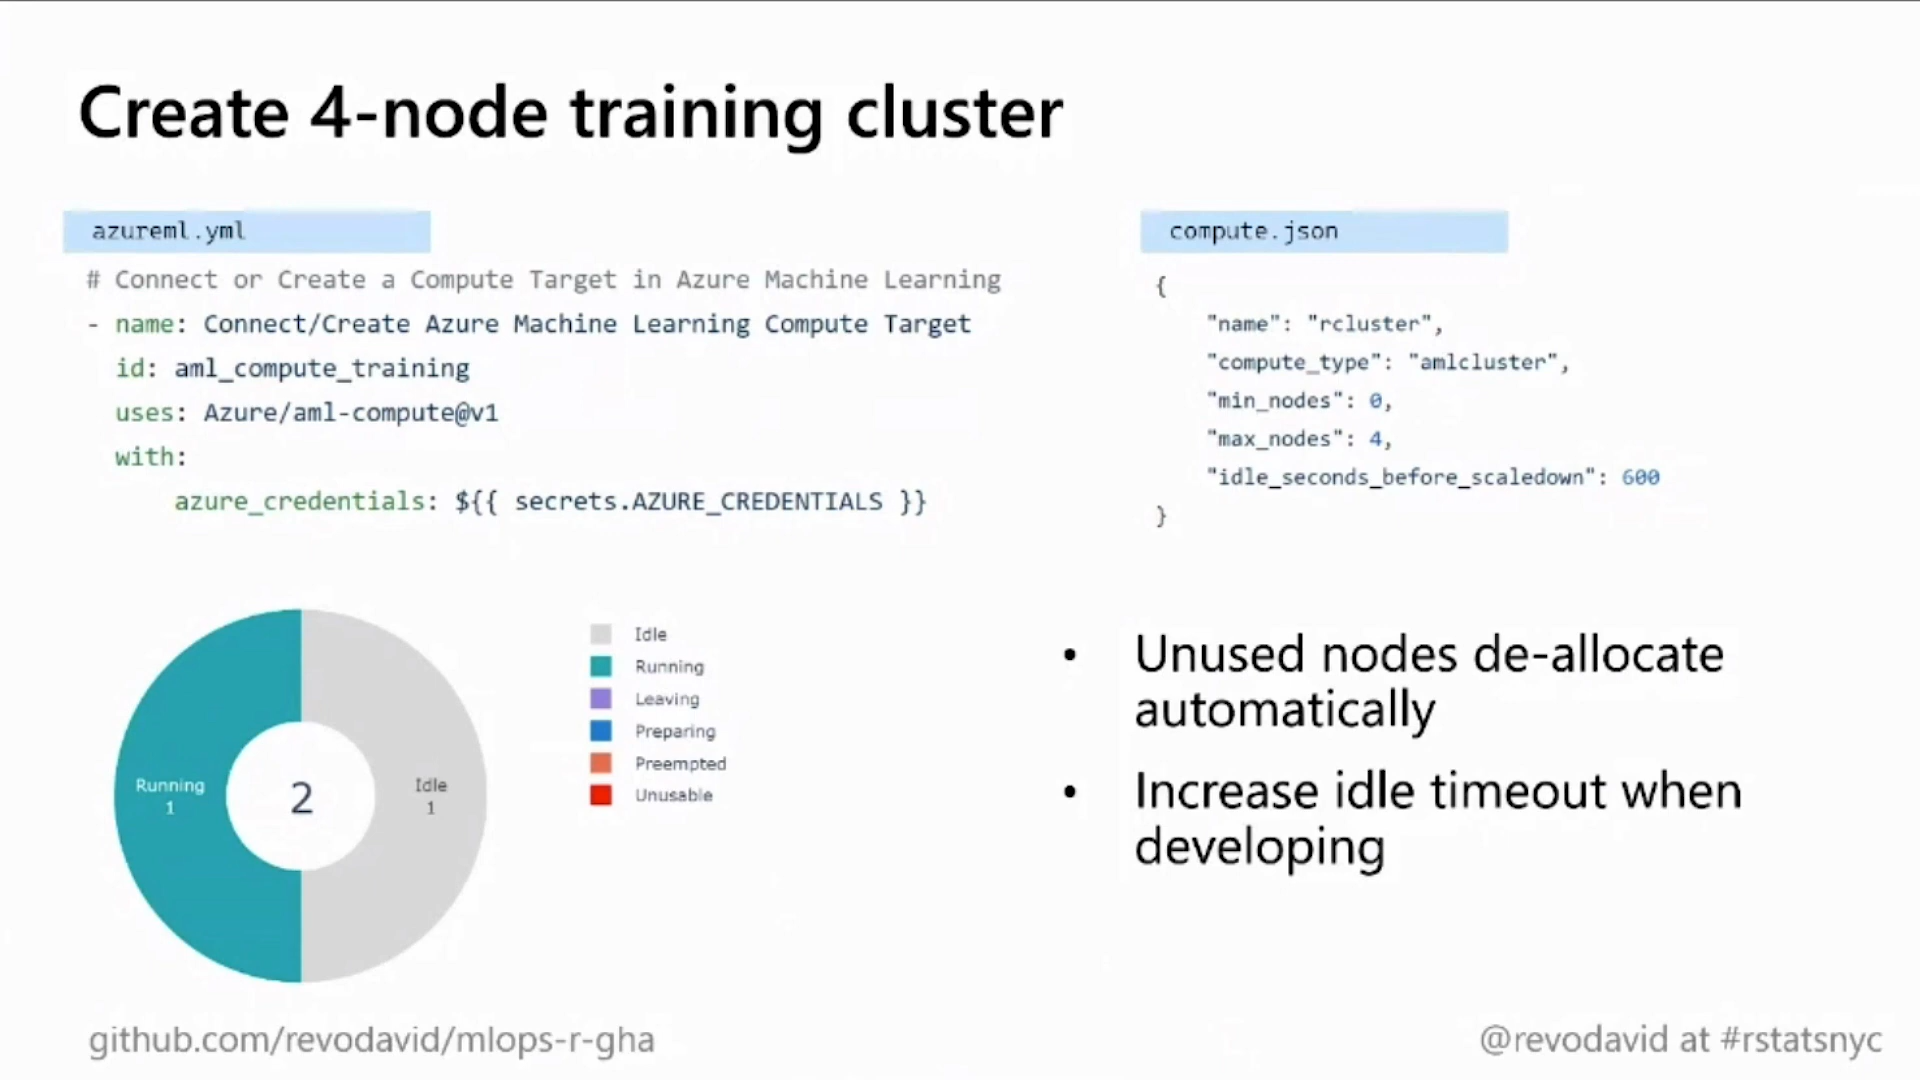 Create 4-node training cluster
azureml.yml
# Connect or Create a Compute Target in Azure Machine Learning
- name: Connect/Create Azure Machine Learning Compute Target
id: aml_compute_training
uses: Azure/aml-compute@v1
with:
azure_credentials: ${{ secrets.AZURE_CREDENTIALS }}
compute.json
{
"name": "rcluster",
"compute_type": "amlcluster",
"min_nodes": 0,
"max_nodes": 4,
"idle_seconds_before_scaledown": 600
}
Running
1
2
Idle
1
Idle
Running
Leaving
Preparing
Preempted
Unusable
• Unused nodes de-allocate
automatically
• Increase idle timeout when
developing
github.com/revodavid/mlops-r-gha
@revodavid at #rstatsnyc